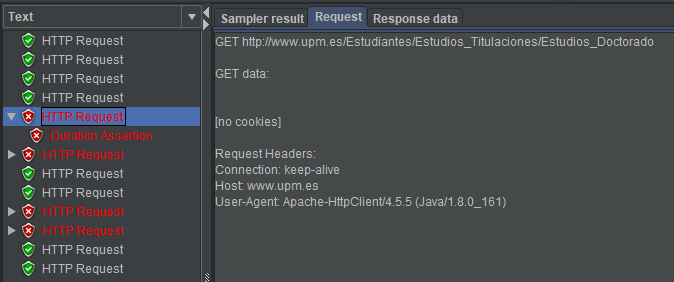 Text
HTTP Request
HTTP Request
HTTP Request
HTTP Request
HTTP Request
Duration Assertion
HTTP Request
HTTP Request
HTTP Request
HTTP Request
HTTP Request
HTTP Request
HTTP Request
Sampler result Request Response data
GET http://www.upm.es/Estudiantes/Estudios_Titulaciones/Estudios_Doctorado
GET data:
[no cookies]
Request Headers:
Connection: keep-alive
Host: www.upm.es
User-Agent: Apache-HttpClient/4.5.5 (Java/1.8.0_161)